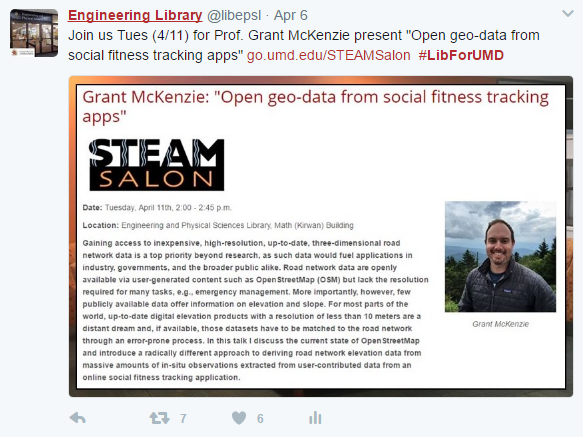 Engineering Library @libepsl · Apr 6
Join us Tues (4/11) for Prof. Grant McKenzie present "Open geo-data from
social fitness tracking apps" go.umd.edu/STEAMSalon #LibForUMD
Grant McKenzie: "Open geo-data from social fitness tracking
apps"
STEAM
SALON
Date: Tuesday, April 11th, 2:00 - 2:45 p.m.
Location: Engineering and Physical Sciences Library, Math (Kirwan) Building
Gaining access to inexpensive, high-resolution, up-to-date, three-dimensional road
network data is a top priority beyond research, as such data would fuel applications in
industry, governments, and the broader public alike. Road network data are openly
available via user-generated content such as OpenStreetMap (OSM) but lack the resolution
required for many tasks, e.g., emergency management. More importantly, however, few
publicly available data offer information on elevation and slope. For most parts of the
world, up-to-date digital elevation products with a resolution of less than 10 meters are a
distant dream and, if available, those datasets have to be matched to the road network
through an error-prone process. In this talk I discuss the current state of OpenStreetMap
and introduce a radically different approach to deriving road network elevation data from
massive amounts of in-situ observations extracted from user-contributed data from an
online social fitness tracking application.
Grant McKenzie
7
6